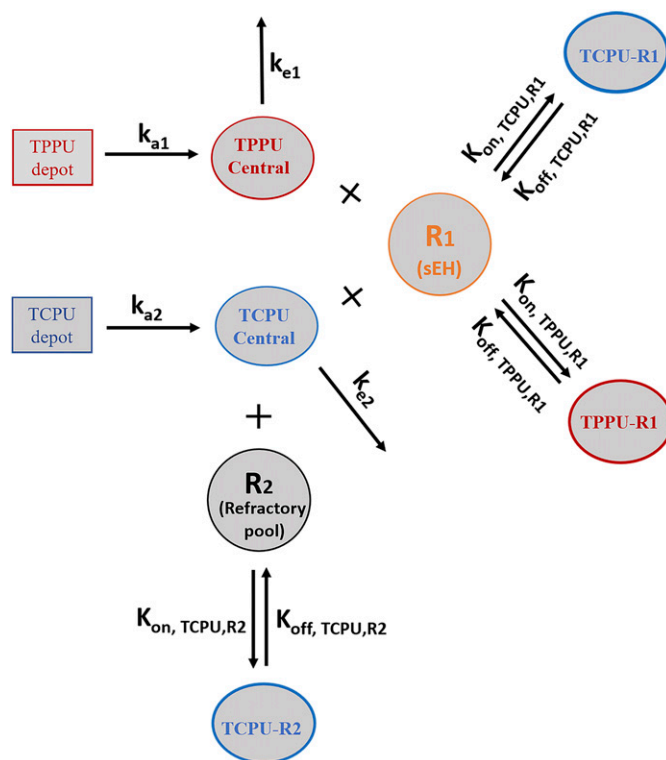 k_e1
TCPU-R1
K_on, TCPU,R1
K_off, TCPU,R1
TPPU
depot
k_a1
TPPU
Central
×
R1
(sEH)
TCPU
depot
k_a2
TCPU
Central
×
K_on, TPPU,R1
K_off, TPPU,R1
k_e2
TPPU-R1
+
R2
(Refractory
pool)
K_on, TCPU,R2
K_off, TCPU,R2
TCPU-R2